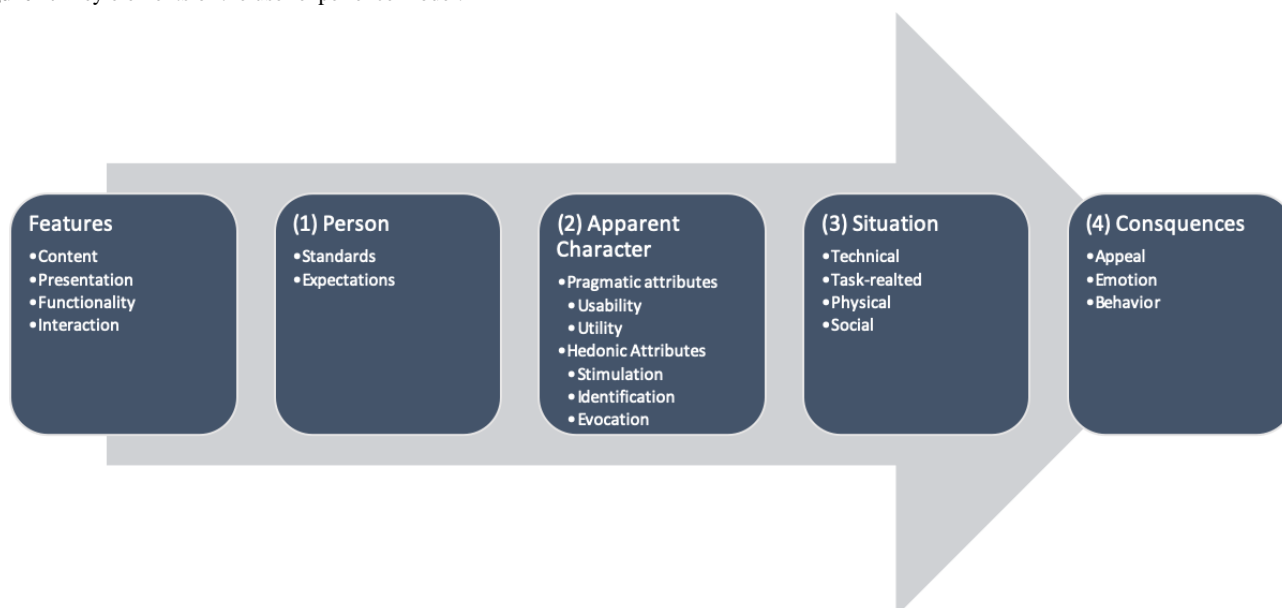 Features
•Content
•Presentation
•Functionality
•Interaction
(1) Person
•Standards
•Expectations
(2) Apparent
Character
•Pragmatic attributes
•Usability
•Utility
•Hedonic Attributes
•Stimulation
•Identification
•Evocation
(3) Situation
•Technical
•Task-realted
•Physical
•Social
(4) Consquences
•Appeal
•Emotion
•Behavior